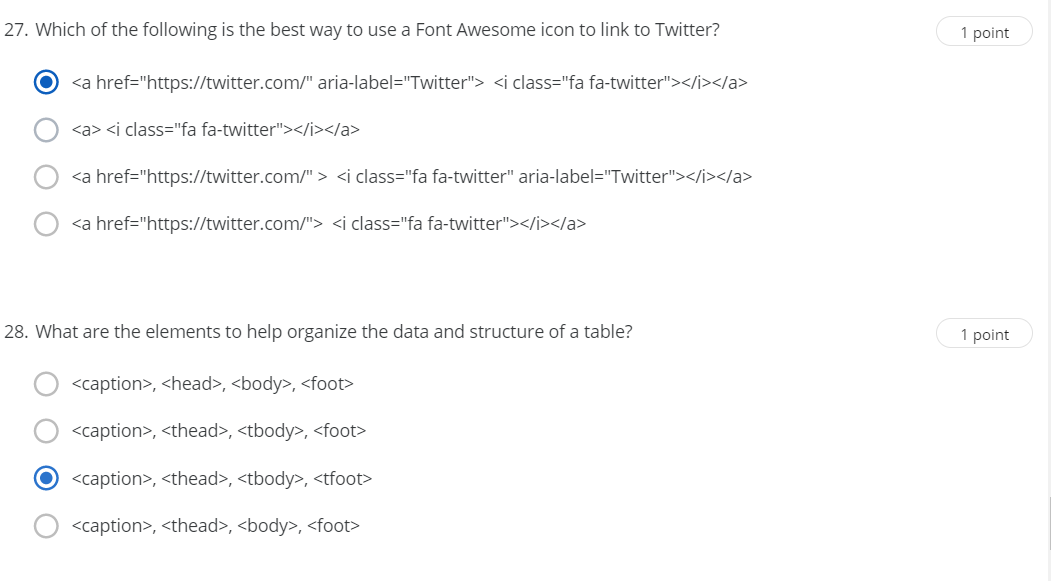 27. Which of the following is the best way to use a Font Awesome icon to link to Twitter?
1 point
<a href="https://twitter.com/" aria-label="Twitter">  <i class="fa fa-twitter"></i></a>
<a> <i class="fa fa-twitter"></i></a>
<a href="https://twitter.com/" >  <i class="fa fa-twitter" aria-label="Twitter"></i></a>
<a href="https://twitter.com/">  <i class="fa fa-twitter"></i></a>
28. What are the elements to help organize the data and structure of a table?
1 point
<caption>, <head>, <body>, <foot>
<caption>, <thead>, <tbody>, <foot>
<caption>, <thead>, <tbody>, <tfoot>
<caption>, <thead>, <body>, <foot>